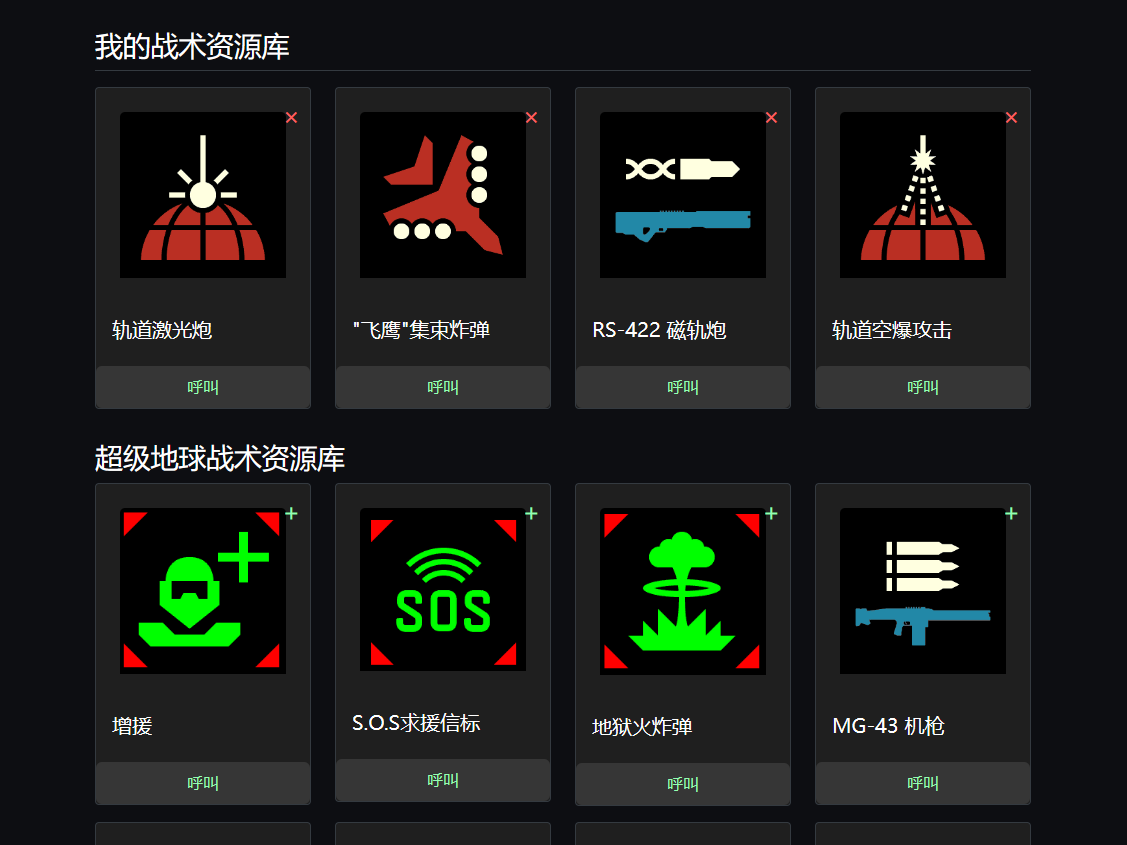 我的战术资源库
轨道激光炮
"飞鹰"集束炸弹
RS-422 磁轨炮
轨道空爆攻击
呼叫
呼叫
呼叫
呼叫
超级地球战术资源库
SOS
增援
S.O.S求援信标
地狱火炸弹
MG-43 机枪
呼叫
呼叫
呼叫
呼叫